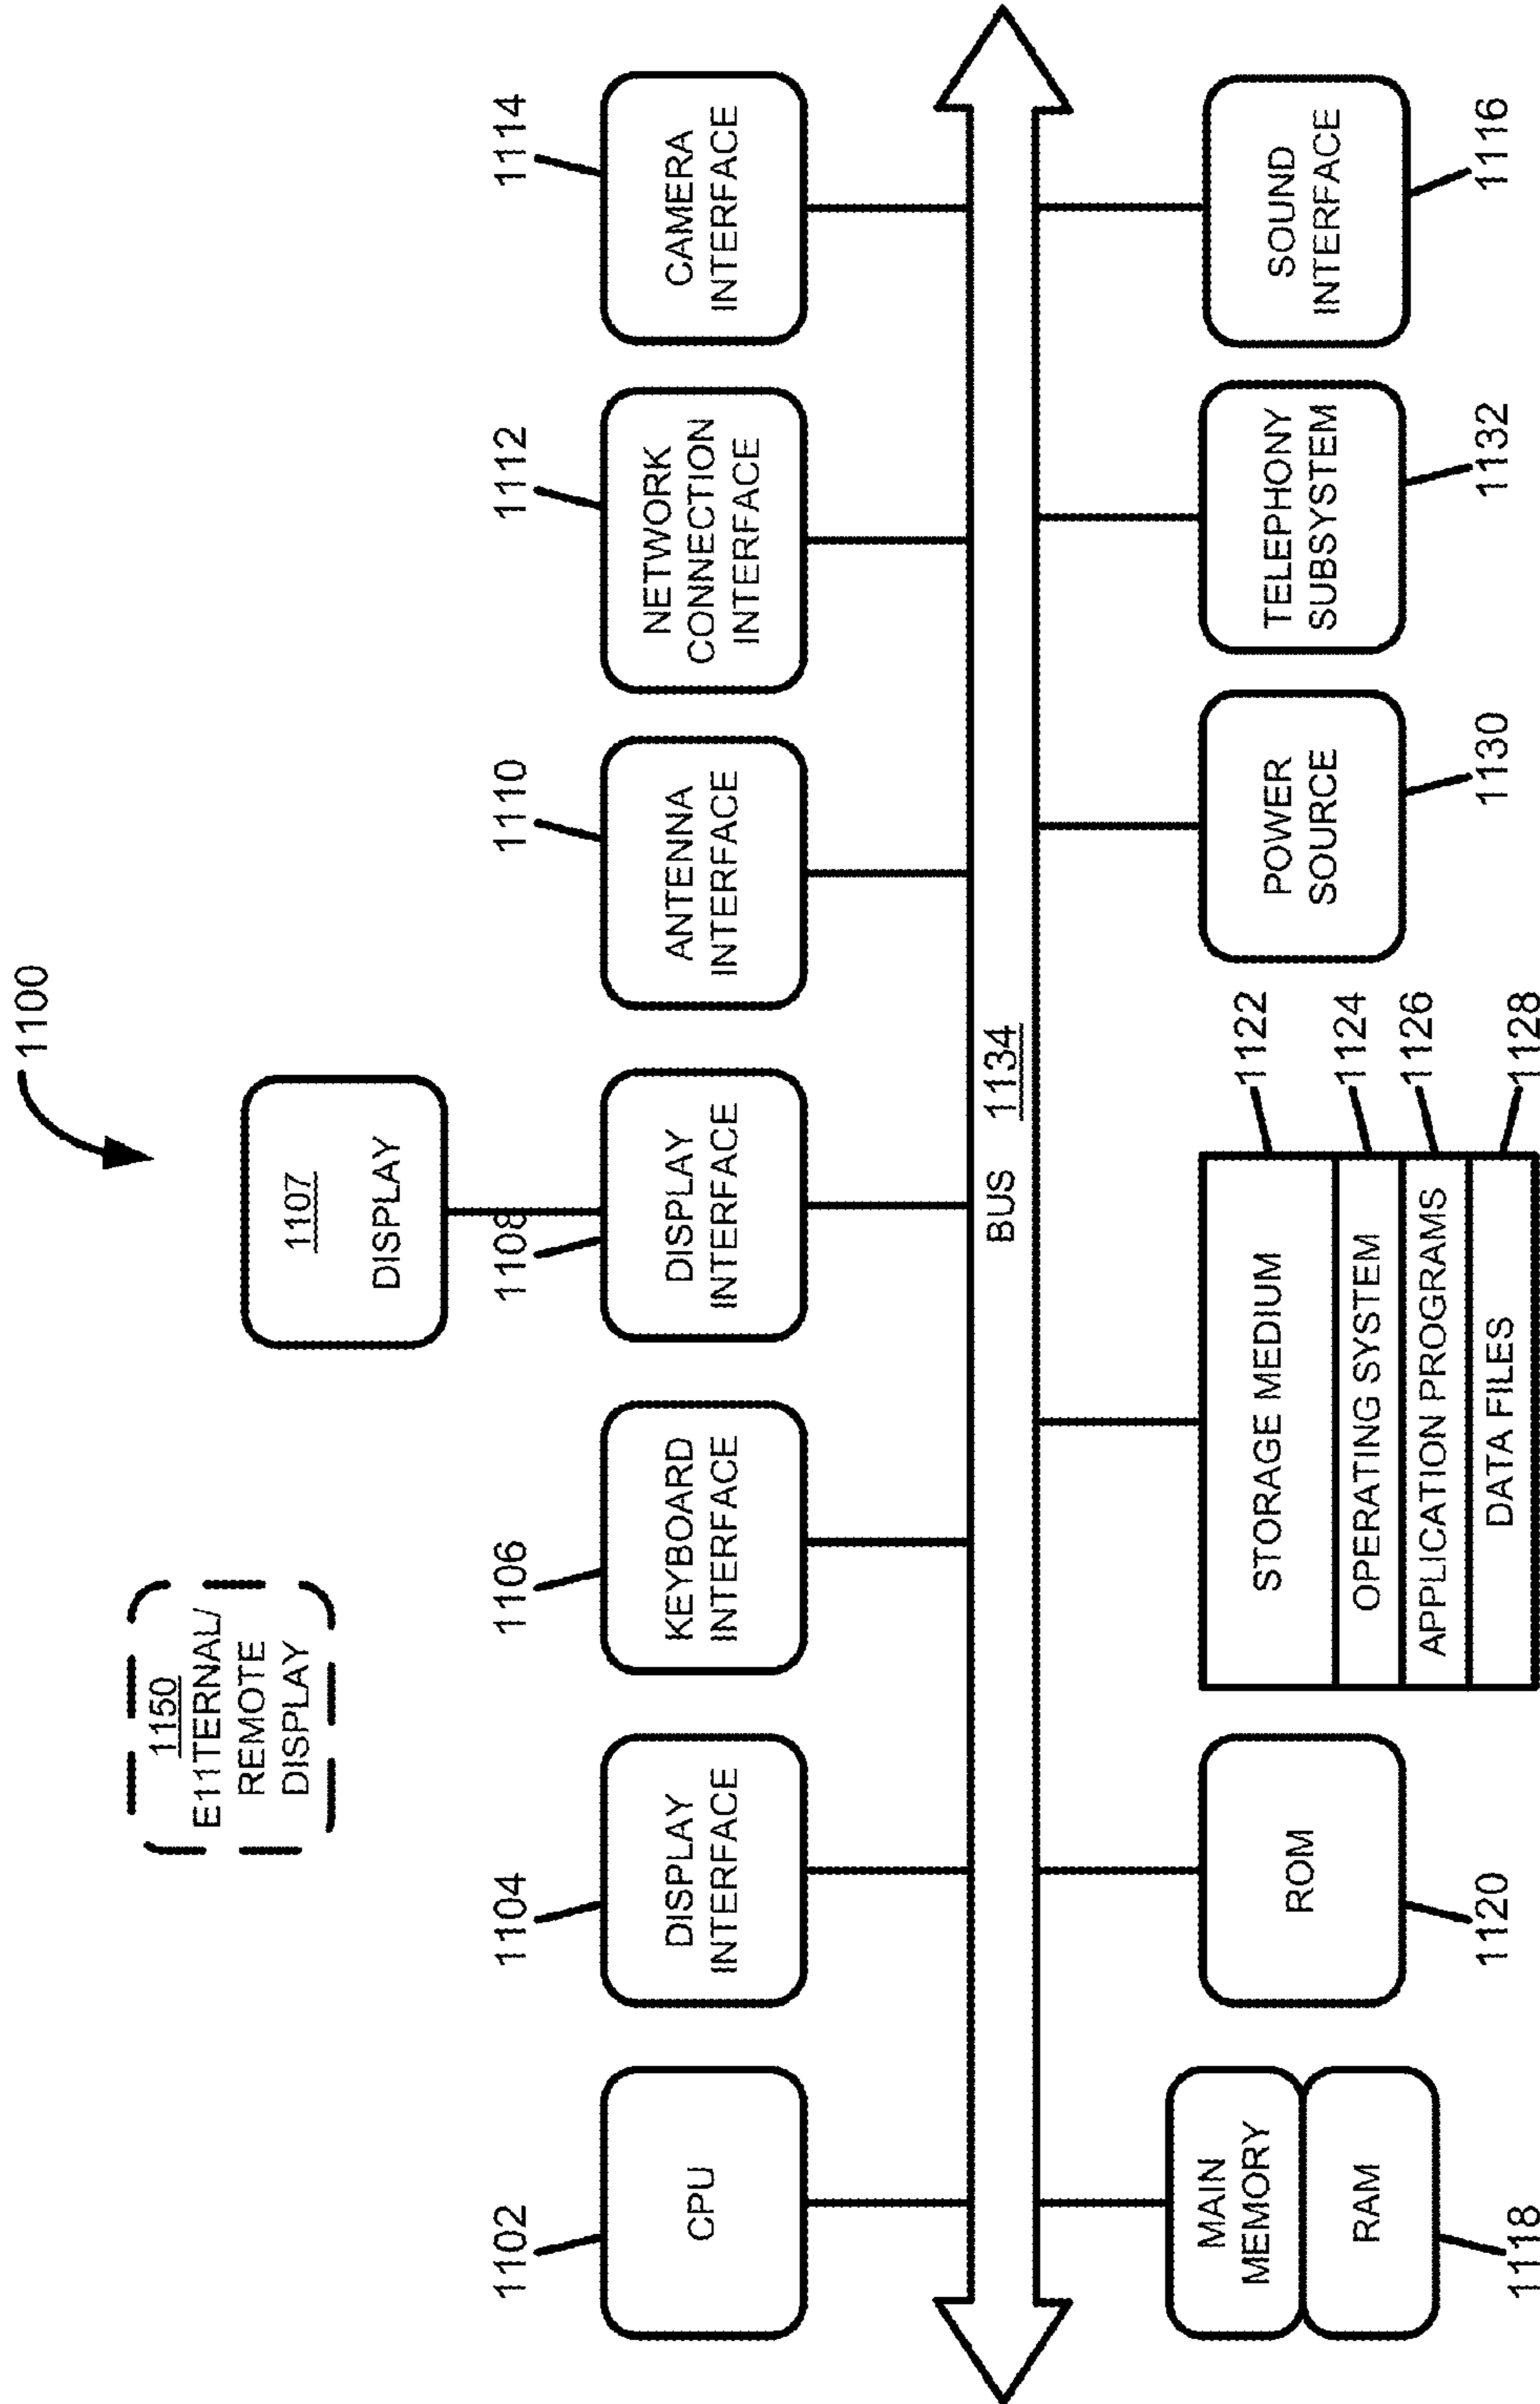 1100
1150
E11TERNAL/
REMOTE
DISPLAY
1107
DISPLAY
1102
CPU
1104
DISPLAY
INTERFACE
1106
KEYBOARD
INTERFACE
1108
DISPLAY
INTERFACE
1110
ANTENNA
INTERFACE
1112
NETWORK
CONNECTION
INTERFACE
1114
CAMERA
INTERFACE
BUS 1134
MAIN
MEMORY
RAM
1118
ROM
1120
STORAGE MEDIUM
1122
OPERATING SYSTEM
1124
APPLICATION PROGRAMS
1126
DATA FILES
1128
POWER
SOURCE
1130
TELEPHONY
SUBSYSTEM
1132
SOUND
INTERFACE
1116